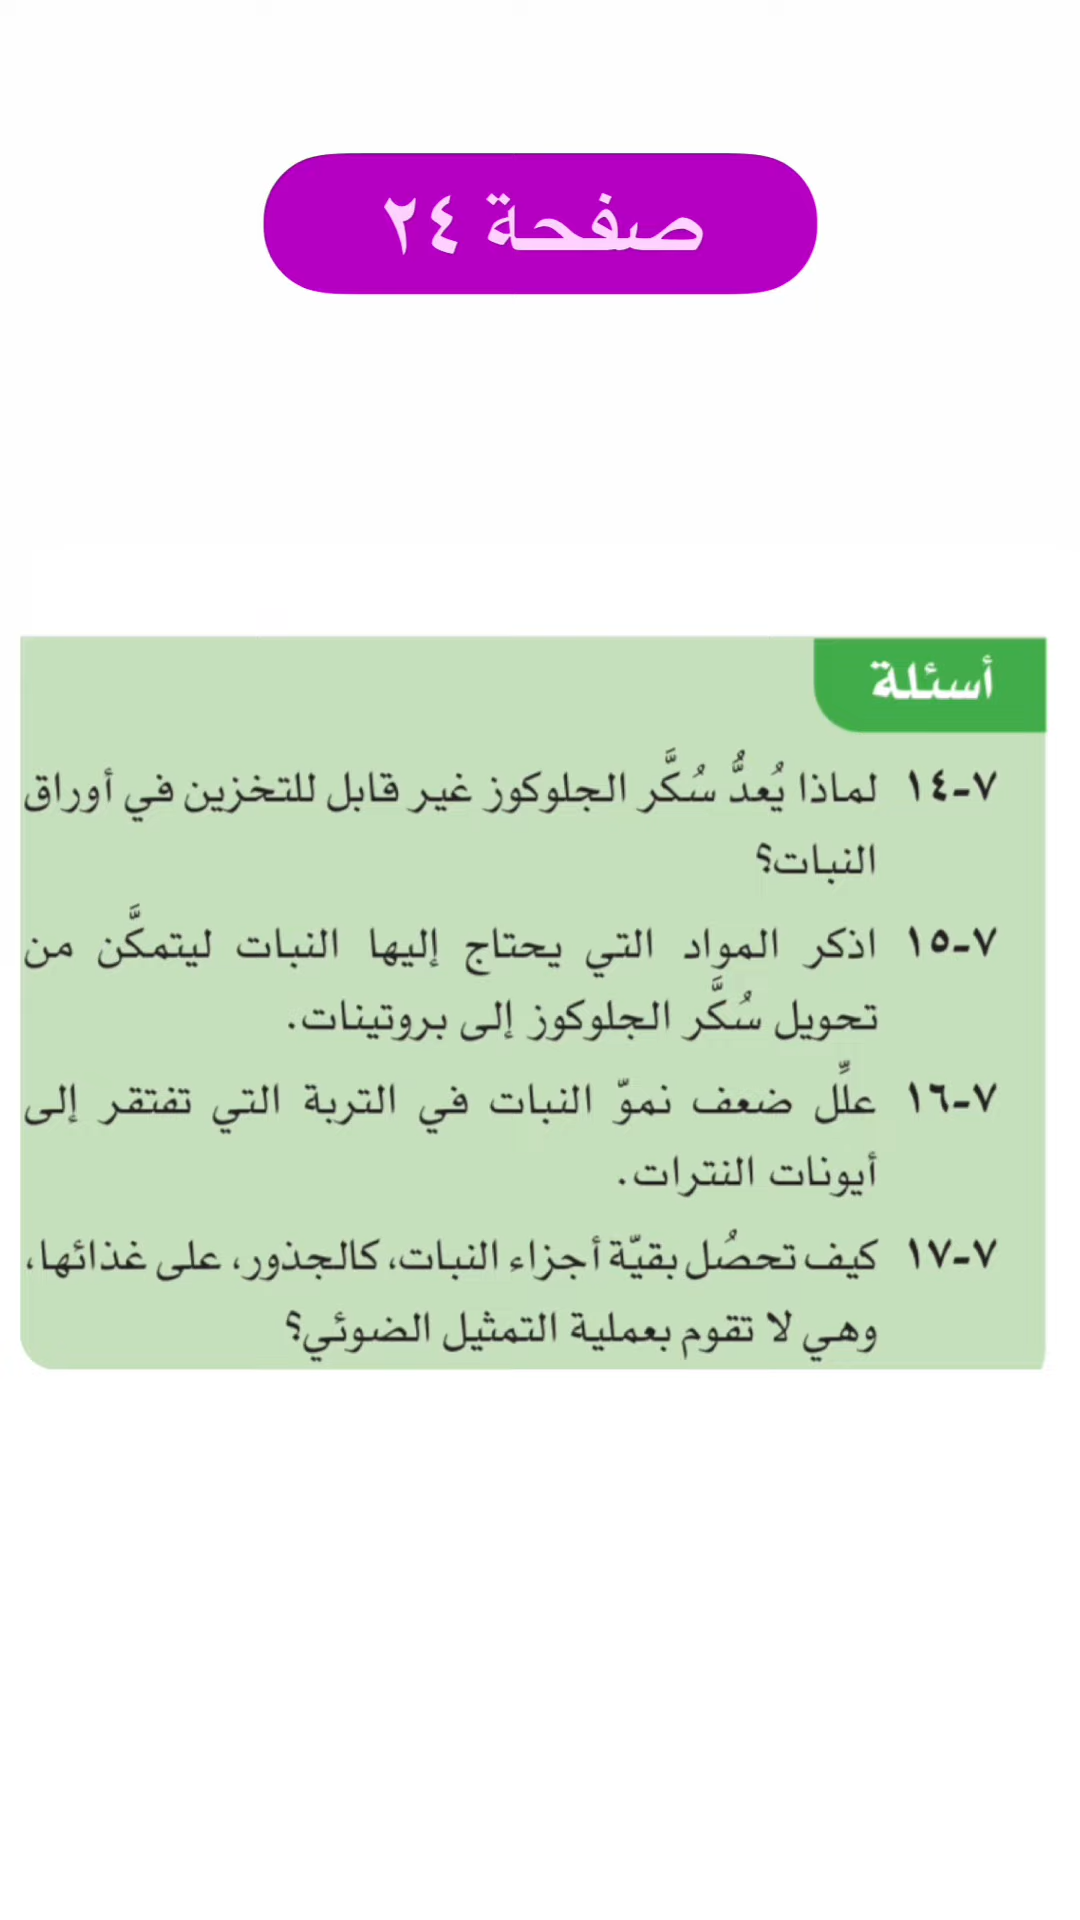 صفحة ٢٤
أسئلة
٧-١٤ لماذا يُعدُّ سُكَّر الجلوكوز غير قابل للتخزين في أوراق
النبات؟
٧-١٥ اذكر المواد التي يحتاج إليها النبات ليتمكَّن من
تحويل سُكَّر الجلوكوز إلى بروتينات.
٧-١٦ علِّل ضعف نموّ النبات في التربة التي تفتقر إلى
أيونات النترات.
٧-١٧ كيف تحصُل بقيّة أجزاء النبات، كالجذور، على غذائها،
وهي لا تقوم بعملية التمثيل الضوئي؟